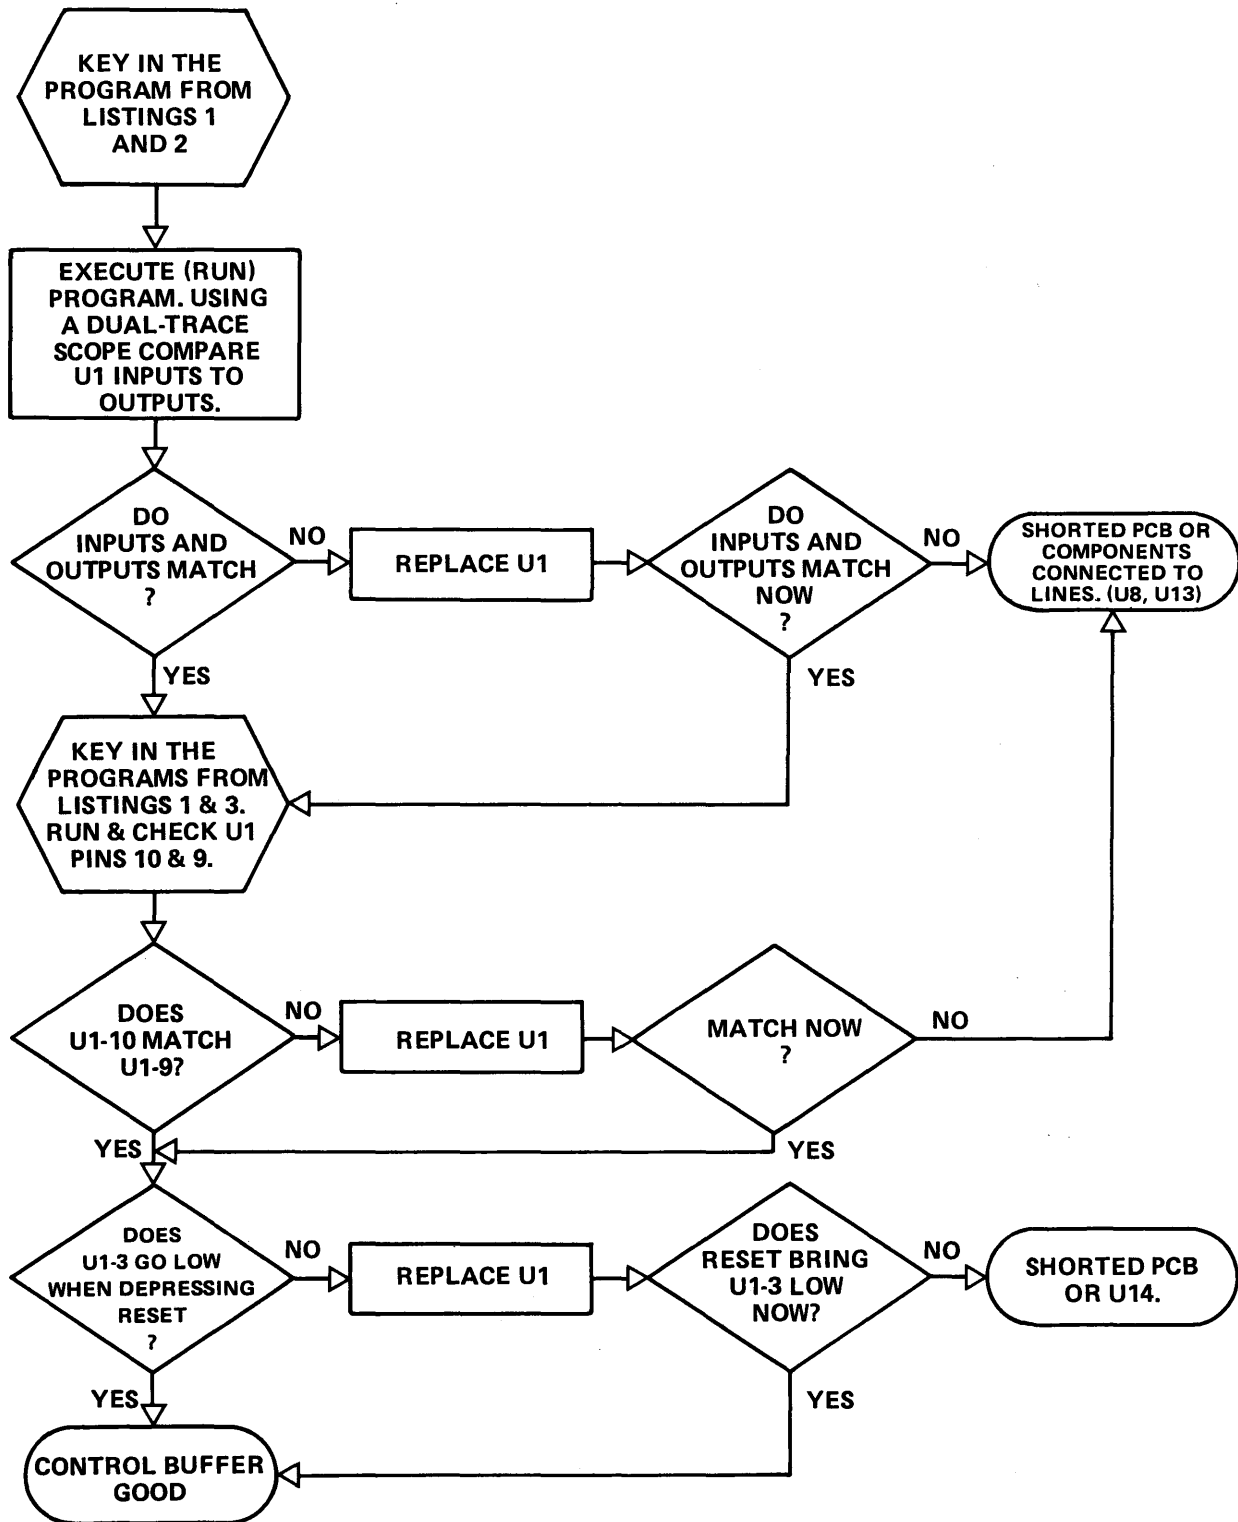 KEY IN THE
PROGRAM FROM
LISTINGS 1
AND 2
EXECUTE (RUN)
PROGRAM. USING
A DUAL-TRACE
SCOPE COMPARE
U1 INPUTS TO
OUTPUTS.
DO
INPUTS AND
OUTPUTS MATCH
?
NO
REPLACE U1
DO
INPUTS AND
OUTPUTS MATCH
NOW
?
NO
SHORTED PCB OR
COMPONENTS
CONNECTED TO
LINES. (U8, U13)
YES
YES
KEY IN THE
PROGRAMS FROM
LISTINGS 1 & 3.
RUN & CHECK U1
PINS 10 & 9.
DOES
U1-10 MATCH
U1-9?
NO
REPLACE U1
MATCH NOW
?
NO
YES
YES
DOES
U1-3 GO LOW
WHEN DEPRESSING
RESET
?
NO
REPLACE U1
DOES
RESET BRING
U1-3 LOW
NOW?
NO
SHORTED PCB
OR U14.
YES
YES
CONTROL BUFFER
GOOD